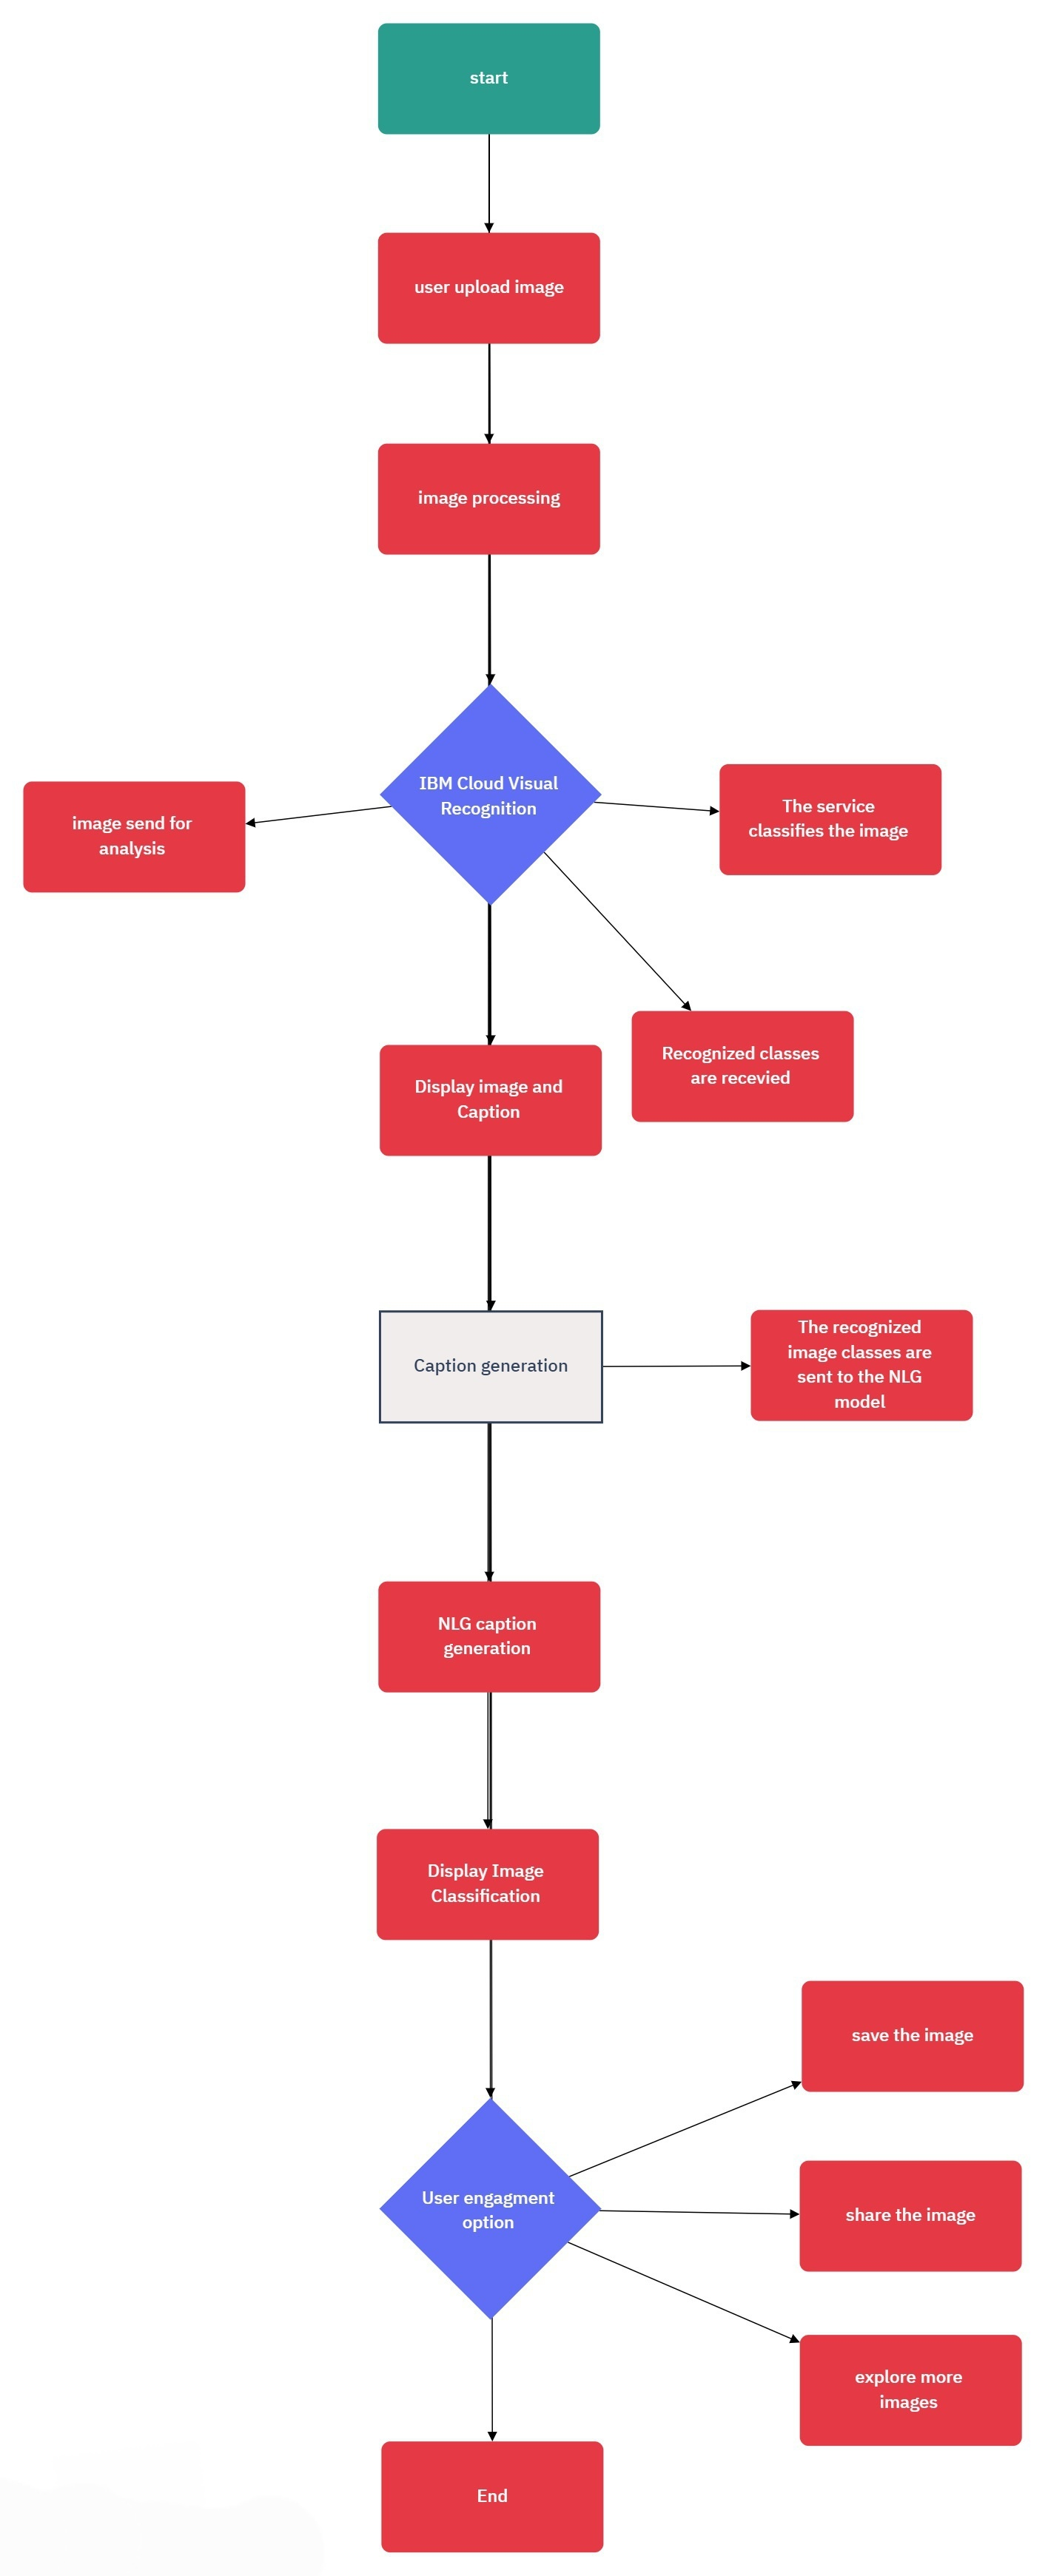 start
user upload image
image processing
IBM Cloud Visual
Recognition
image send for
analysis
The service
classifies the image
Recognized classes
are recevied
Display image and
Caption
Caption generation
The recognized
image classes are
sent to the NLG
model
NLG caption
generation
Display Image
Classification
save the image
User engagment
option
share the image
explore more
images
End